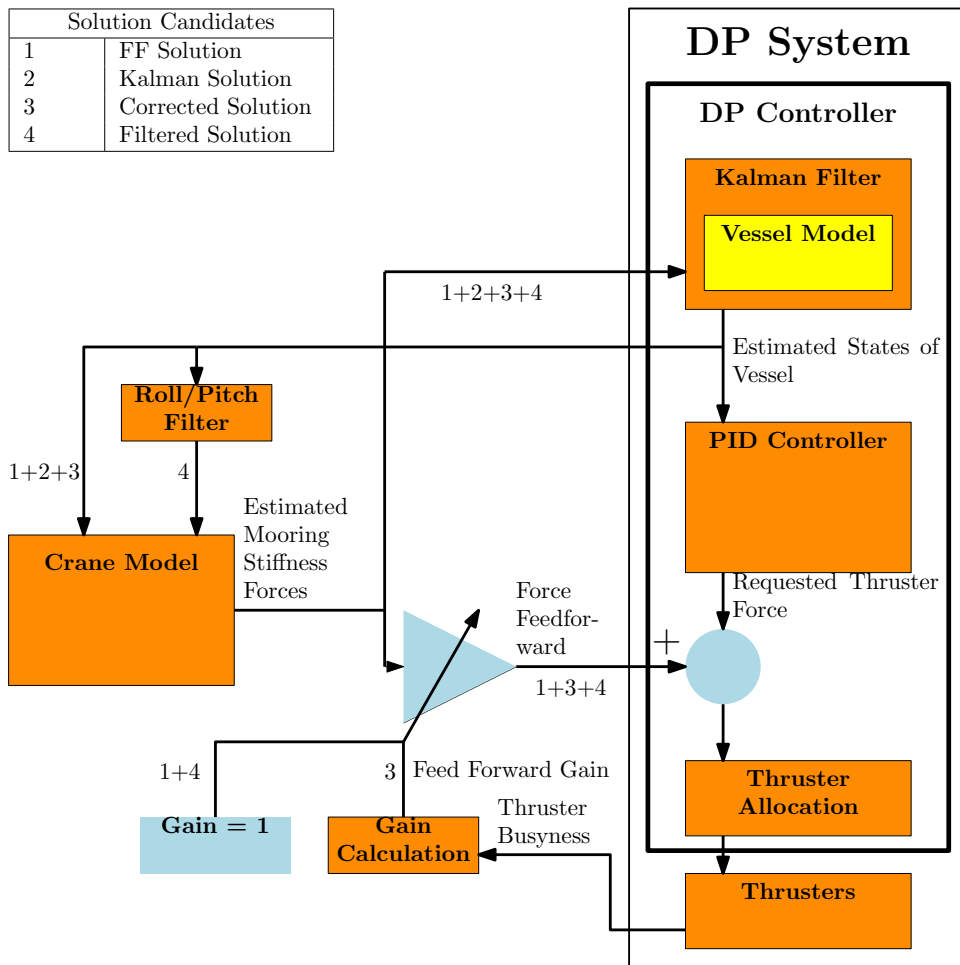 Solution Candidates
1 FF Solution
2 Kalman Solution
3 Corrected Solution
4 Filtered Solution
DP System
DP Controller
Kalman Filter
Vessel Model
1+2+3+4
Estimated States of
Vessel
Roll/Pitch
Filter
PID Controller
1+2+3
4
Estimated
Mooring
Stiffness
Forces
Crane Model
Requested Thruster
Force
Force
Feedfor-
ward
+
1+3+4
1+4
3
Feed Forward Gain
Thruster
Allocation
Gain = 1
Gain
Calculation
Thruster
Busyness
Thrusters